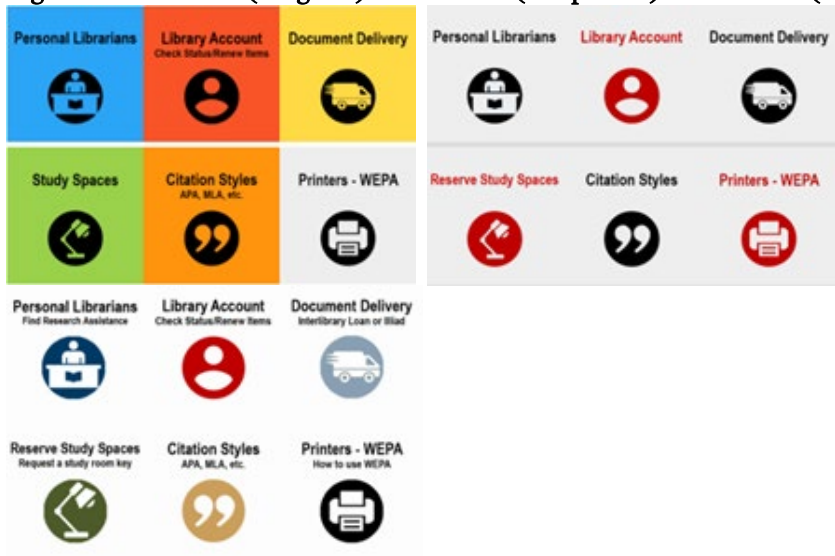 Personal Librarians
Library Account
Check Status/Renew Items
Document Delivery
Study Spaces
Citation Styles
APA, MLA, etc.
Printers - WEPA
Personal Librarians
Library Account
Document Delivery
Reserve Study Spaces
Citation Styles
Printers - WEPA
Personal Librarians
Find Research Assistance
Library Account
Check Status/Renew Items
Document Delivery
Interlibrary Loan or Illiad
Reserve Study Spaces
Request a study room key
Citation Styles
APA, MLA, etc.
Printers - WEPA
How to use WEPA